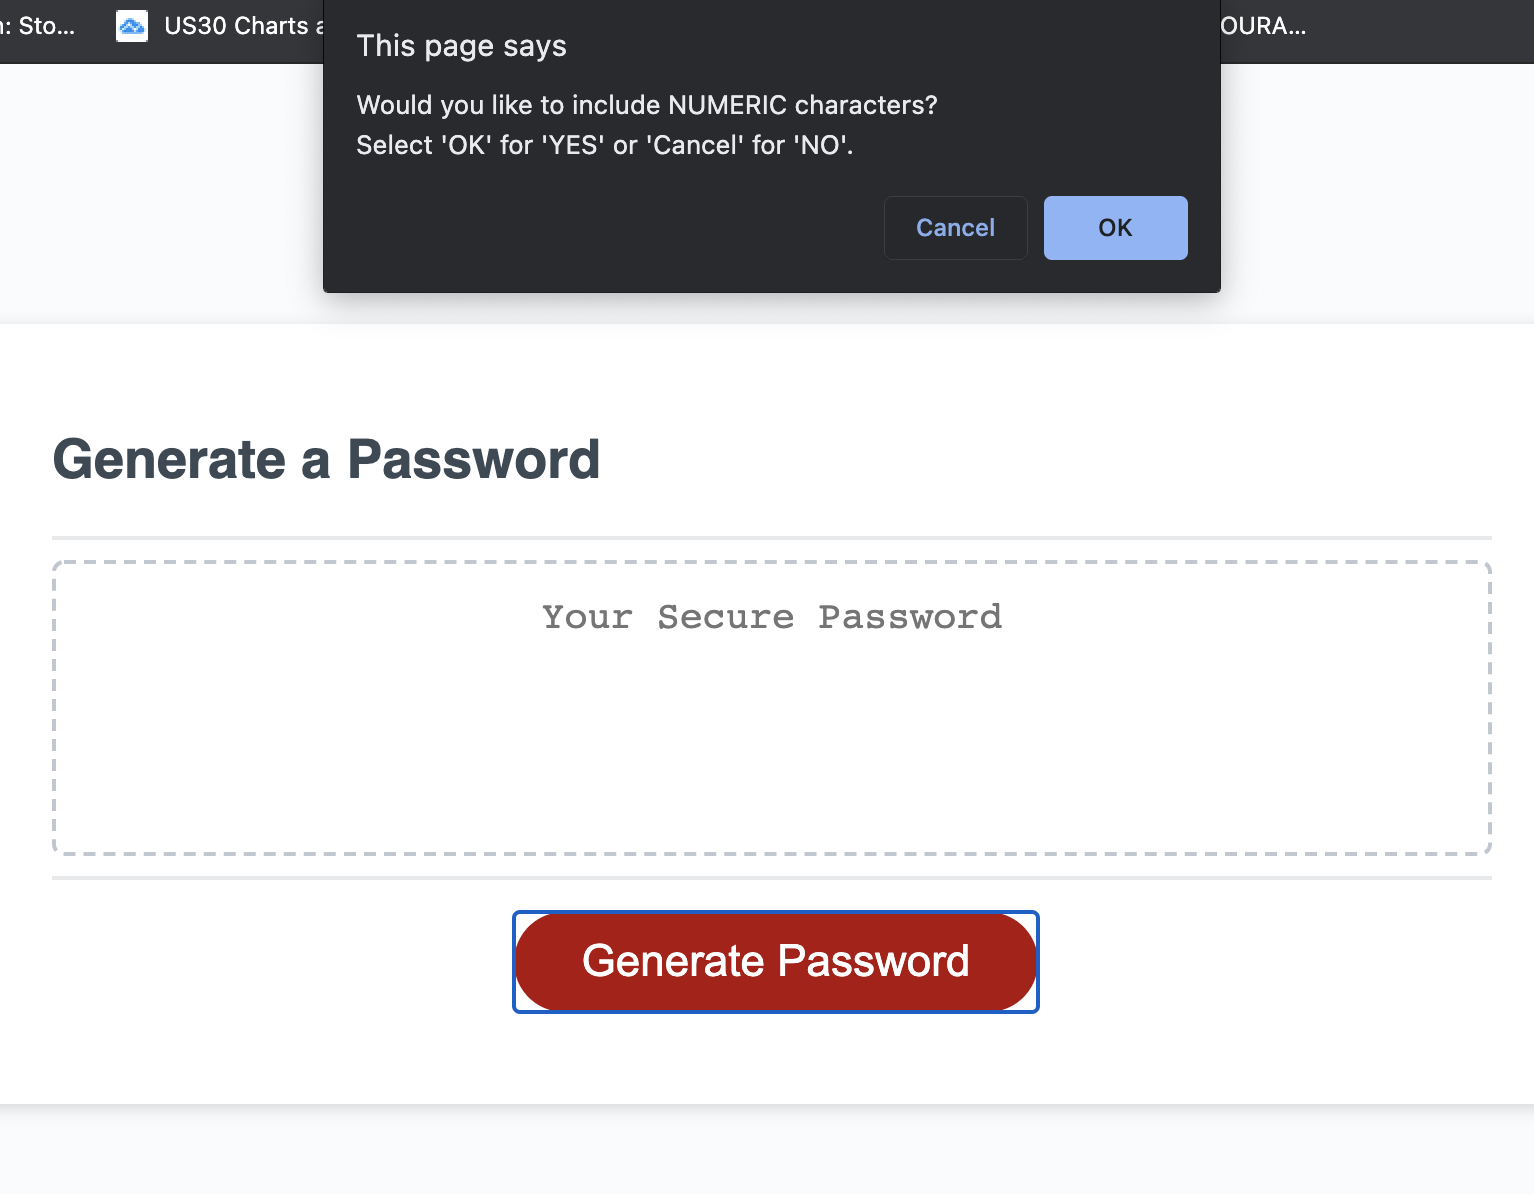 : Sto...
US30 Charts
OURA...
This page says
Would you like to include NUMERIC characters?
Select 'OK' for 'YES' or 'Cancel' for 'NO'.
Cancel
OK
Generate a Password
Your Secure Password
Generate Password